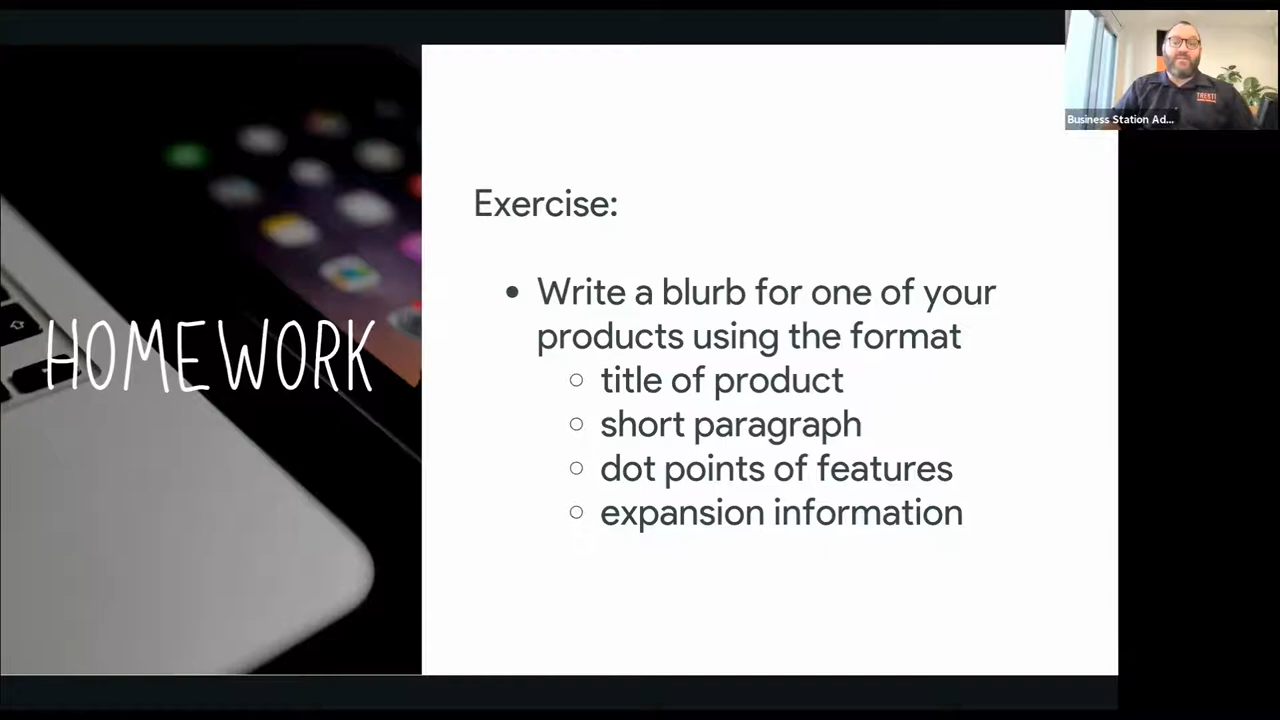 HOMEWORK
Exercise:
• Write a blurb for one of your
products using the format
○ title of product
○ short paragraph
○ dot points of features
○ expansion information
Business Station Ad...